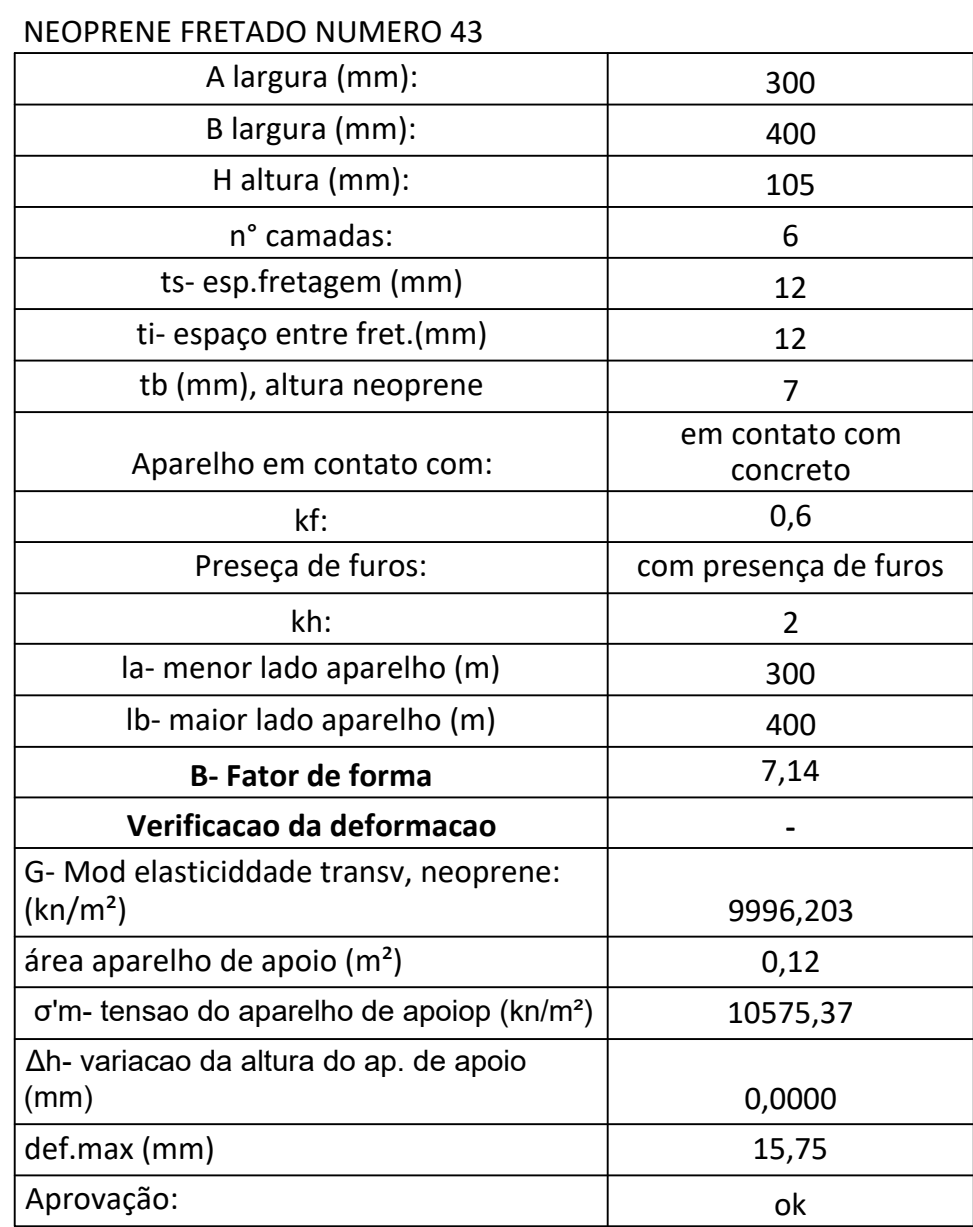 NEOPRENE FRETADO NUMERO 43
A largura (mm): 300
B largura (mm): 400
H altura (mm): 105
n° camadas: 6
ts- esp.fretagem (mm) 12
ti- espaço entre fret.(mm) 12
tb (mm), altura neoprene 7
Aparelho em contato com: em contato com
concreto
kf: 0,6
Preseça de furos: com presença de furos
kh: 2
la- menor lado aparelho (m) 300
lb- maior lado aparelho (m) 400
B- Fator de forma 7,14
Verificacao da deformacao -
G- Mod elasticiddade transv, neoprene:
(kn/m²) 9996,203
área aparelho de apoio (m²) 0,12
σ'm- tensao do aparelho de apoiop (kn/m²) 10575,37
Δh- variacao da altura do ap. de apoio
(mm) 0,0000
def.max (mm) 15,75
Aprovação: ok